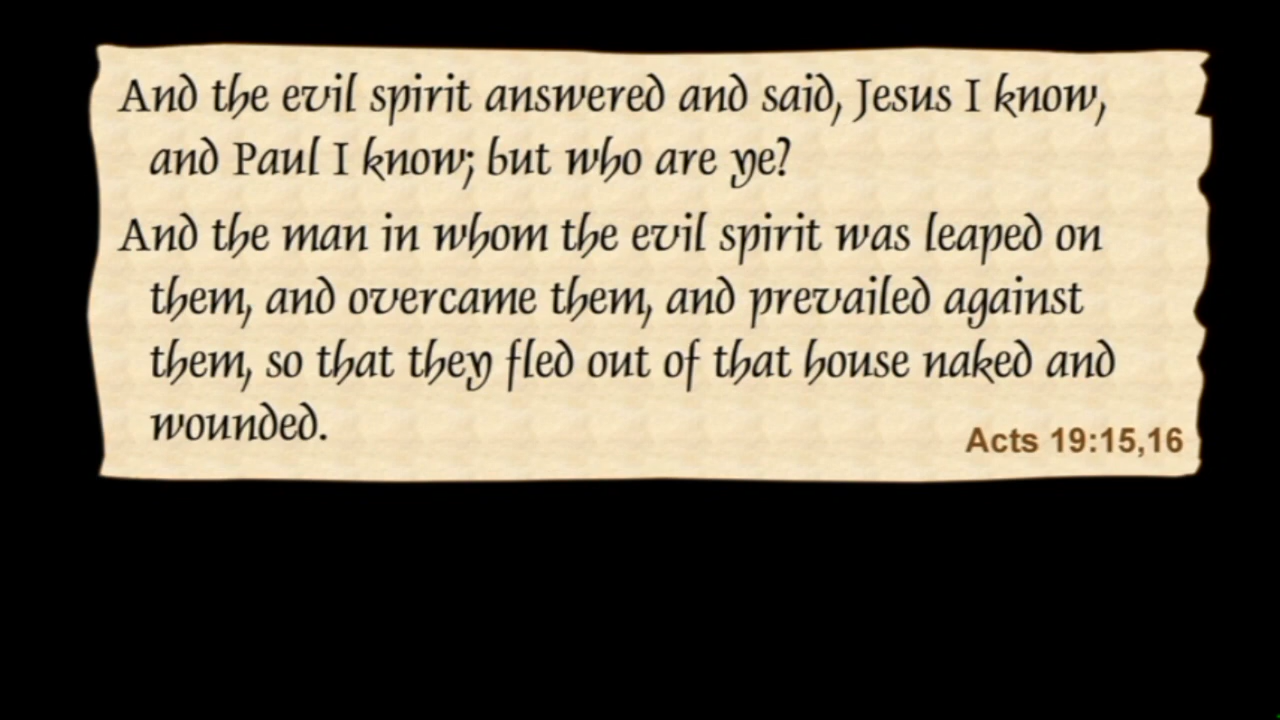 And the evil spirit answered and said, Jesus I know,
and Paul I know; but who are ye?
And the man in whom the evil spirit was leaped on
them, and overcame them, and prevailed against
them, so that they fled out of that house naked and
wounded.
Acts 19:15,16